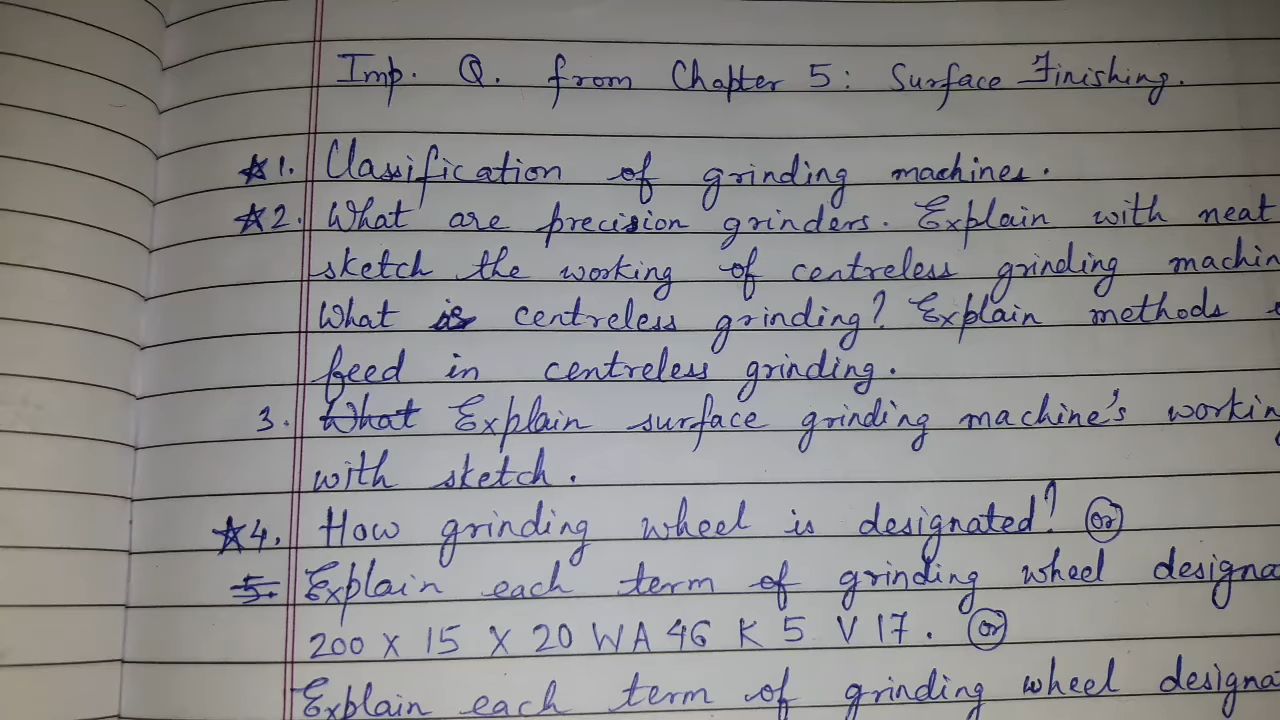 Imp. Q. from Chapter 5: Surface Finishing.
☆1. Classification of grinding machines.
☆2. What are precision grinders. Explain with neat
sketch the working of centreless grinding machin
What is centreless grinding? Explain methods
feed in centreless grinding.
3. What Explain surface grinding machine's workin
with sketch.
☆4. How grinding wheel is designated? or
5. Explain each term of grinding wheel designa
200 X 15 X 20 WA 46 K 5 V 17. or
Explain each term of grinding wheel designa